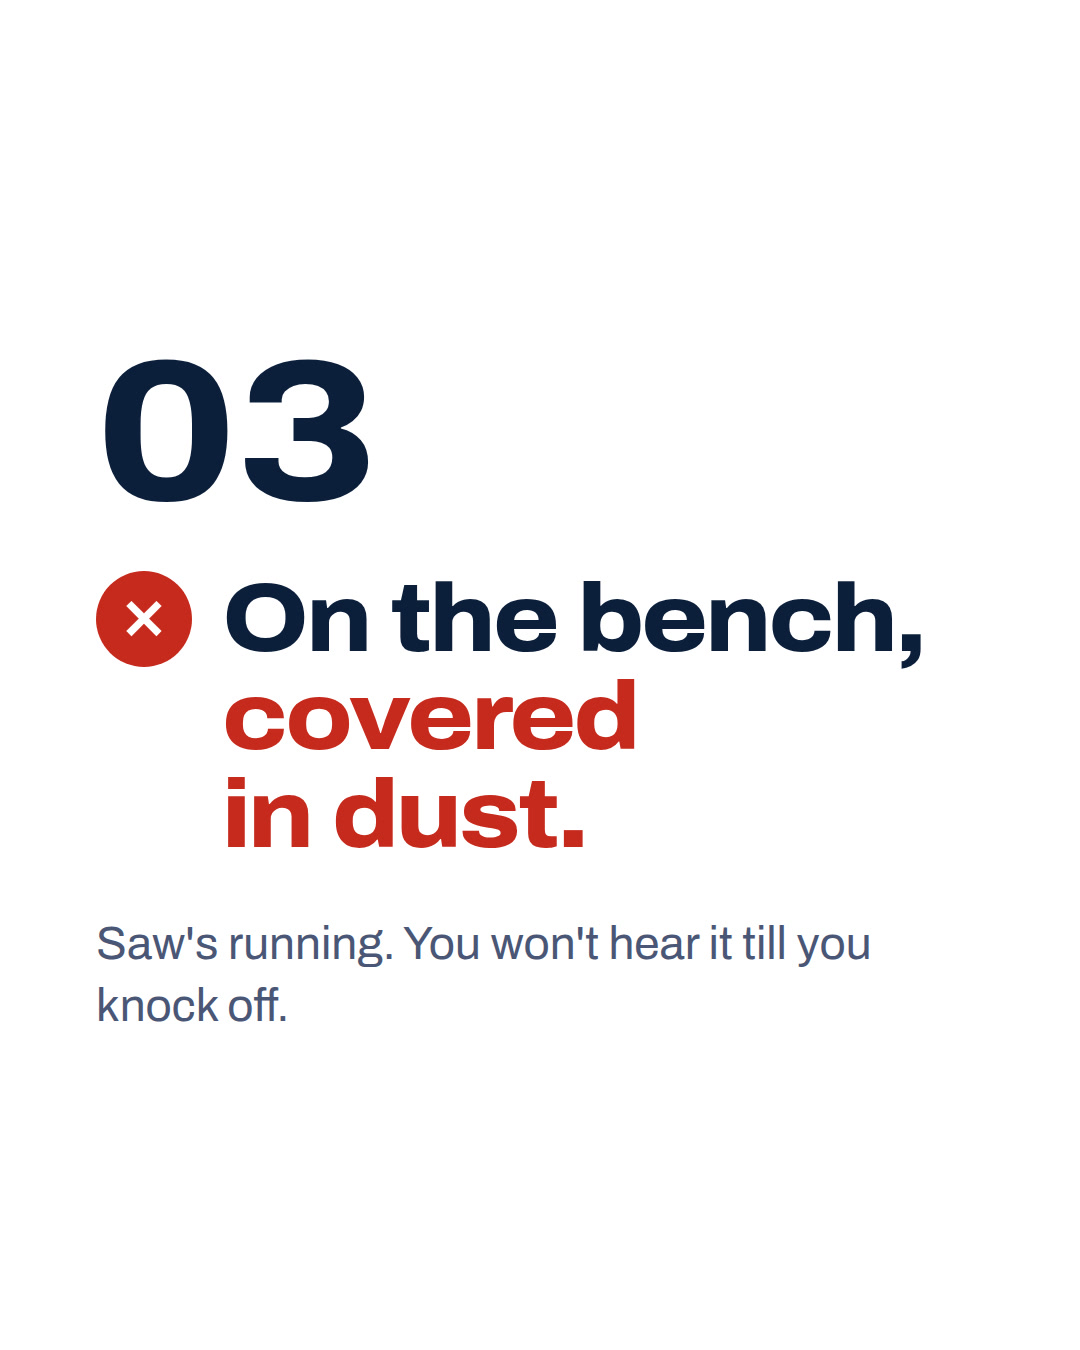 03
On the bench,
covered
in dust.
Saw's running. You won't hear it till you
knock off.